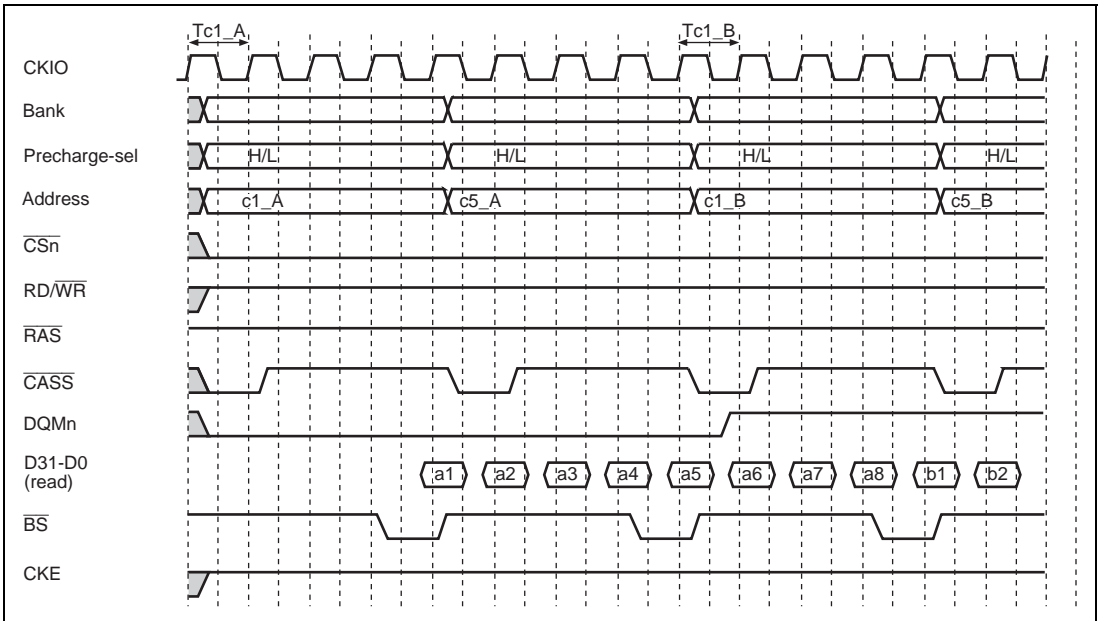 Tc1_A Tc1_B
CKIO
Bank
Precharge-sel H/L H/L H/L H/L
Address c1_A c5_A c1_B c5_B
CSn
RD/WR
RAS
CASS
DQMn
D31-D0
(read) a1 a2 a3 a4 a5 a6 a7 a8 b1 b2
BS
CKE